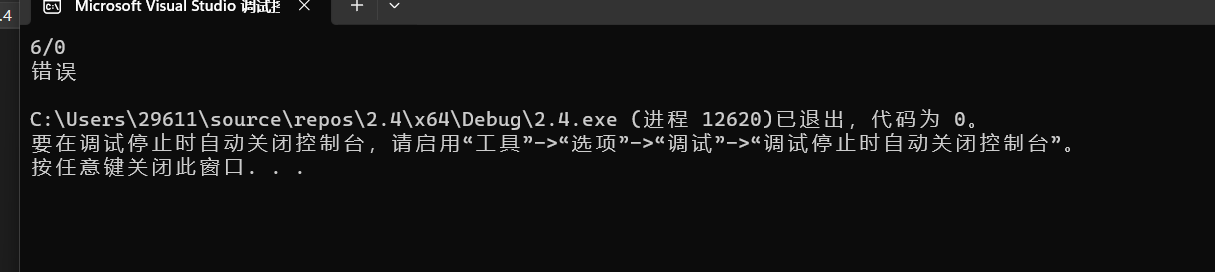 .4
Microsoft Visual Studio 调试控
6/0
错误
C:\Users\29611\source\repos\2.4\x64\Debug\2.4.exe (进程 12620)已退出，代码为 0。
要在调试停止时自动关闭控制台，请启用“工具”->“选项”->“调试”->“调试停止时自动关闭控制台”。
按任意键关闭此窗口. . .